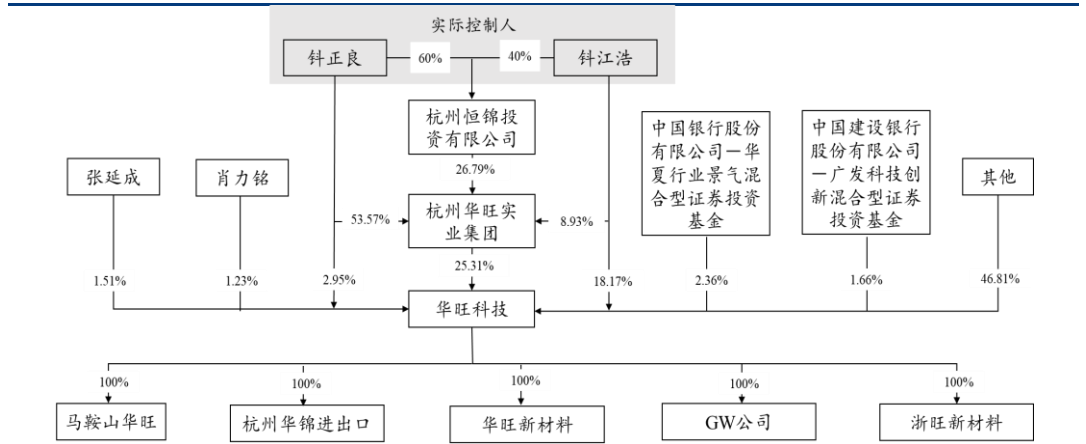 实际控制人
钭正良
60%
40%
钭江浩
杭州恒锦投
资有限公司
26.79%
张延成
肖力铭
中国银行股份
有限公司—华
夏行业景气混
合型证券投资
基金
中国建设银行
股份有限公司
—广发科技创
新混合型证券
投资基金
其他
53.57%
杭州华旺实
业集团
8.93%
1.51%
1.23%
2.95%
25.31%
18.17%
2.36%
1.66%
46.81%
华旺科技
100%
100%
100%
100%
100%
马鞍山华旺
杭州华锦进出口
华旺新材料
GW公司
浙旺新材料